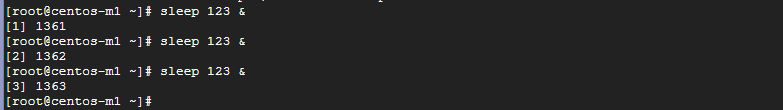 [root@centos-m1 ~]# sleep 123 &
[1] 1361
[root@centos-m1 ~]# sleep 123 &
[2] 1362
[root@centos-m1 ~]# sleep 123 &
[3] 1363
[root@centos-m1 ~]#